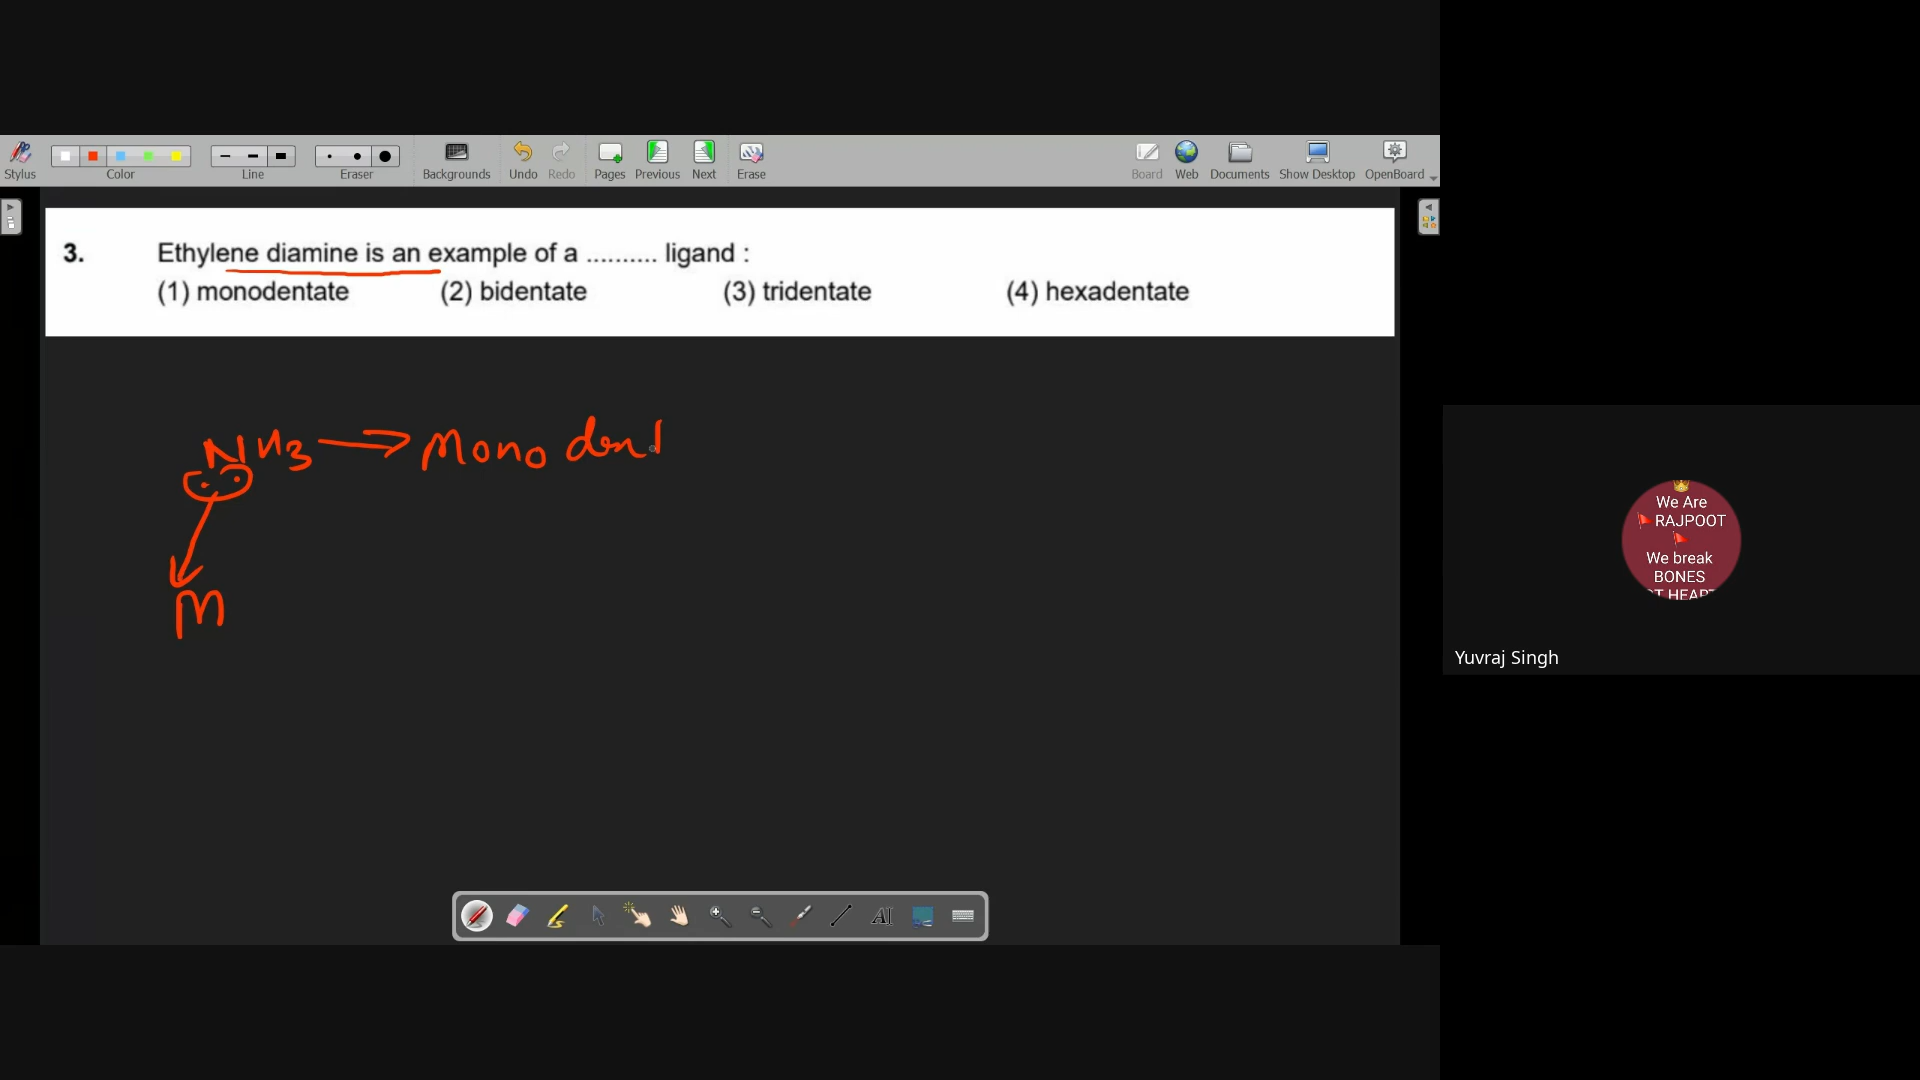 Stylus
Color
Line
Eraser
Backgrounds
Undo
Redo
Pages
Previous
Next
Erase
Board
Web
Documents
Show Desktop
OpenBoard
3. Ethylene diamine is an example of a .......... ligand :
(1) monodentate (2) bidentate (3) tridentate (4) hexadentate
NH3 → Mono dent
M
We Are
RAJPOOT
We break
BONES
Yuvraj Singh